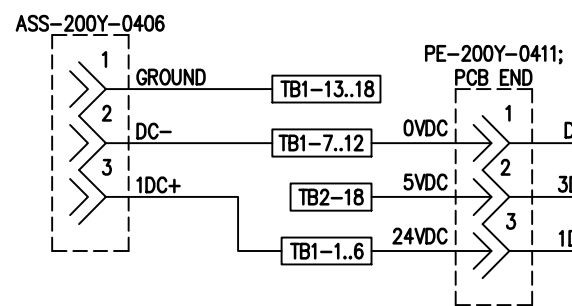 ASS-200Y-0406
PE-200Y-0411;
PCB END
1
GROUND
TB1-13..18
2
DC-
TB1-7..12
0VDC
1
3
1DC+
TB2-18
5VDC
2
TB1-1..6
24VDC
3